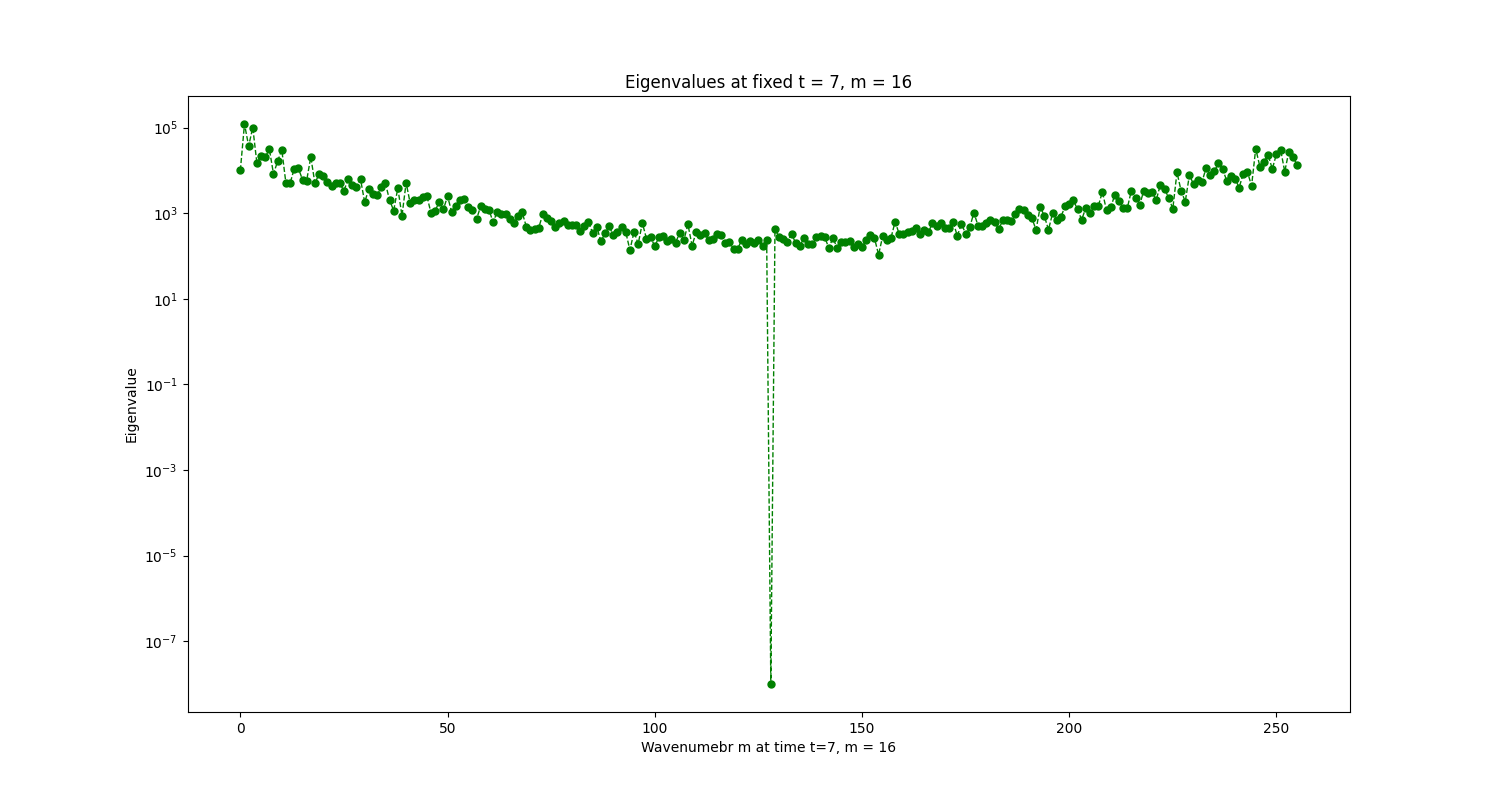 Eigenvalues at fixed t = 7, m = 16
10^5
10^3
10^1
10^-1
10^-3
10^-5
10^-7
Eigenvalue
0 50 100 150 200 250
Wavenumebr m at time t=7, m = 16